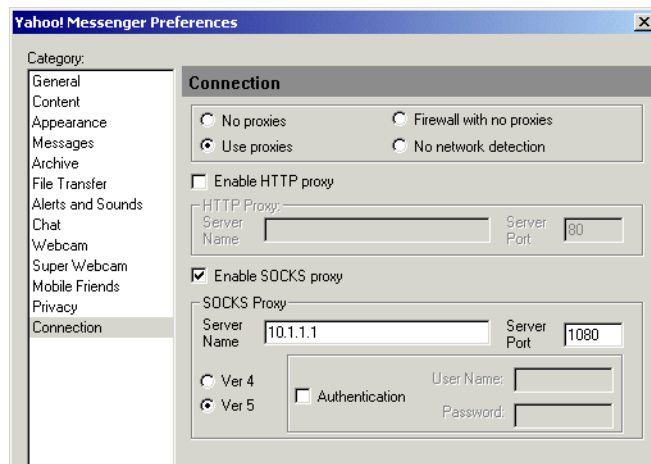 Yahoo! Messenger Preferences
Category:
General
Content
Appearance
Messages
Archive
File Transfer
Alerts and Sounds
Chat
Webcam
Super Webcam
Mobile Friends
Privacy
Connection
Connection
No proxies
Firewall with no proxies
Use proxies
No network detection
Enable HTTP proxy
HTTP Proxy:
Server Name
Server Port
80
Enable SOCKS proxy
SOCKS Proxy
Server Name
10.1.1.1
Server Port
1080
Ver 4
Ver 5
Authentication
User Name:
Password: